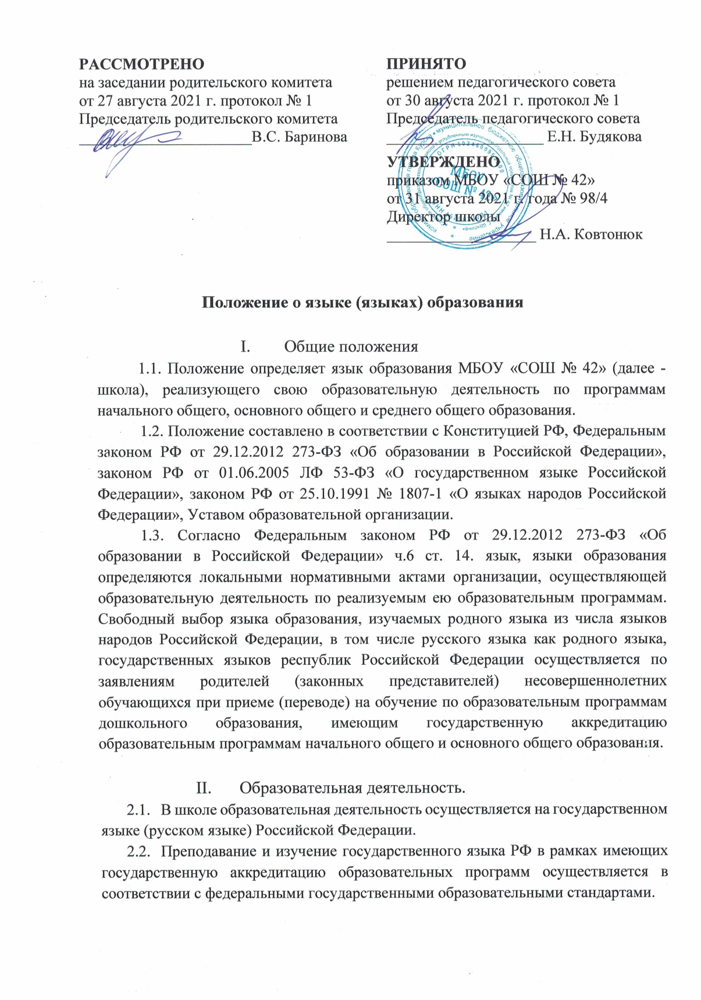 РАССМОТРЕНО
на заседании родительского комитета
от 27 августа 2021 г. протокол № 1
Председатель родительского комитета
В.С. Баринова
ПРИНЯТО
решением педагогического совета
от 30 августа 2021 г. протокол № 1
Председатель педагогического совета
Е.Н. Будякова
УТВЕРЖДЕНО
приказом МБОУ «СОШ № 42»
от 31 августа 2021 г. года № 98/4
Директор школы
Н.А. Ковтонюк
МБОУ
«СОШ № 42»
Положение о языке (языках) образования
I. Общие положения
1.1. Положение определяет язык образования МБОУ «СОШ № 42» (далее -
школа), реализующего свою образовательную деятельность по программам
начального общего, основного общего и среднего общего образования.
1.2. Положение составлено в соответствии с Конституцией РФ, Федеральным
законом РФ от 29.12.2012 273-ФЗ «Об образовании в Российской Федерации»,
законом РФ от 01.06.2005 ЛФ 53-ФЗ «О государственном языке Российской
Федерации», законом РФ от 25.10.1991 № 1807-1 «О языках народов Российской
Федерации», Уставом образовательной организации.
1.3. Согласно Федеральным законом РФ от 29.12.2012 273-ФЗ «Об
образовании в Российской Федерации» ч.6 ст. 14. язык, языки образования
определяются локальными нормативными актами организации, осуществляющей
образовательную деятельность по реализуемым ею образовательным программам.
Свободный выбор языка образования, изучаемых родного языка из числа языков
народов Российской Федерации, в том числе русского языка как родного языка,
государственных языков республик Российской Федерации осуществляется по
заявлениям родителей (законных представителей) несовершеннолетних
обучающихся при приеме (переводе) на обучение по образовательным программам
дошкольного образования, имеющим государственную аккредитацию
образовательным программам начального общего и основного общего образования.
II. Образовательная деятельность.
2.1. В школе образовательная деятельность осуществляется на государственном
языке (русском языке) Российской Федерации.
2.2. Преподавание и изучение государственного языка РФ в рамках имеющих
государственную аккредитацию образовательных программ осуществляется в
соответствии с федеральными государственными образовательными стандартами.